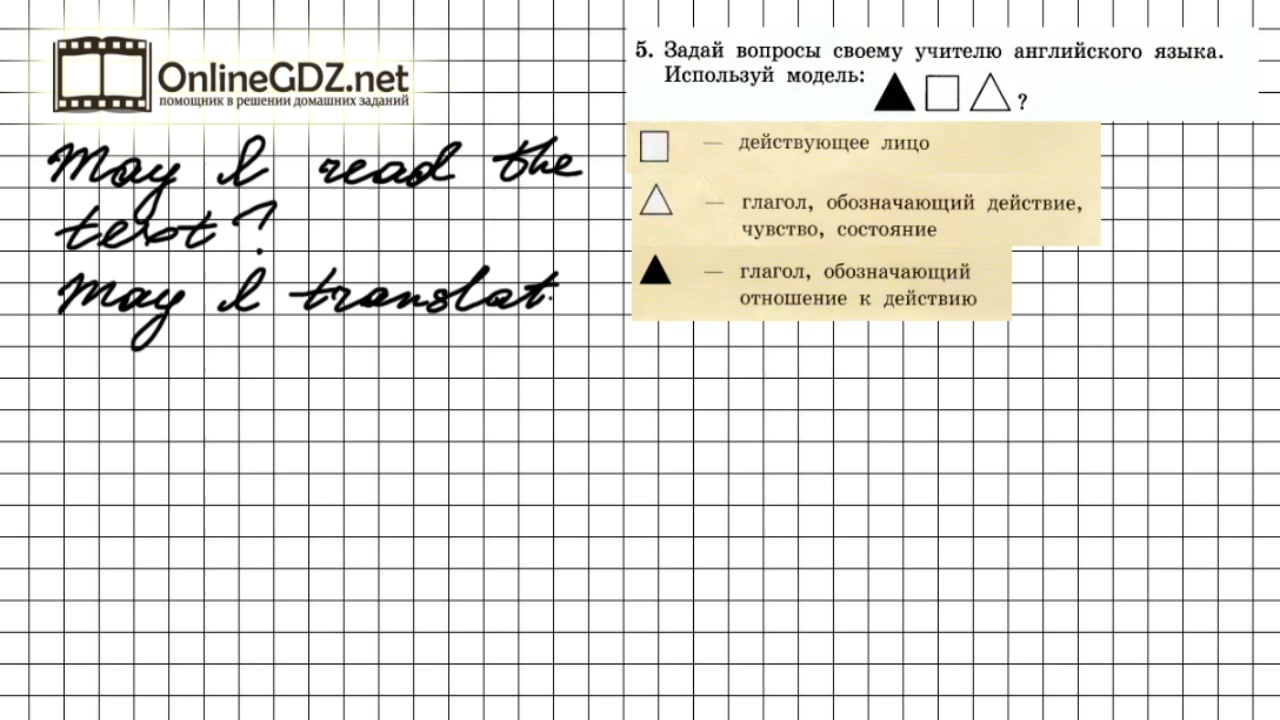 OnlineGDZ.net
помощник в решении домашних заданий
May I read the
text?
May I translat
5. Задай вопросы своему учителю английского языка.
Используй модель:
?
— действующее лицо
— глагол, обозначающий действие,
чувство, состояние
— глагол, обозначающий
отношение к действию